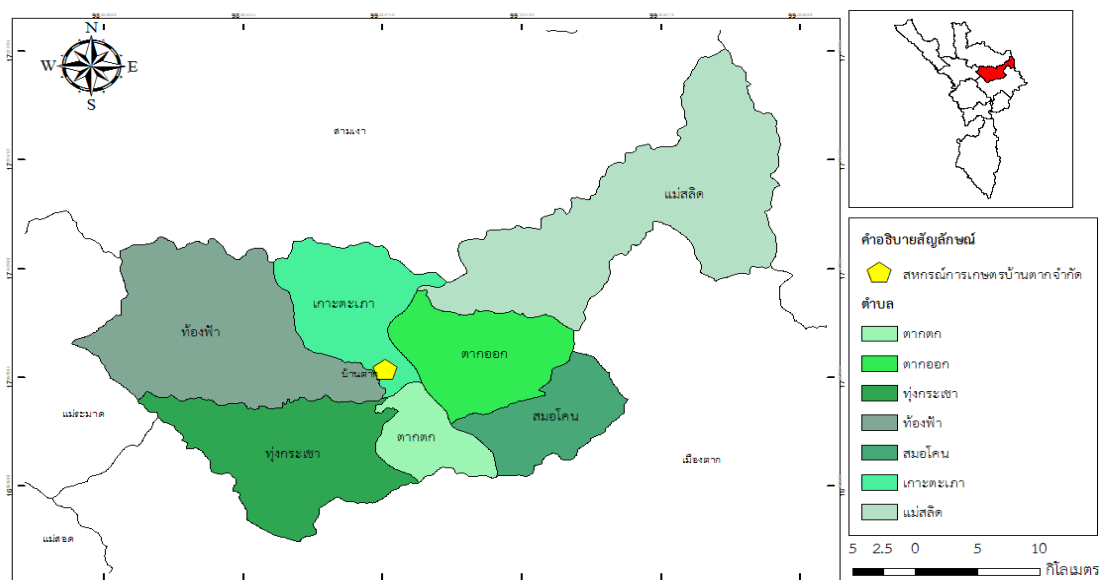 N
W E
S
สามเงา
แม่สลิด
เกาะตะเภา
ท้องฟ้า
ตากออก
บ้านตาก
สมอโคน
แม่ระมาด
ตากตก
ทุ่งกระเชา
เมืองตาก
แม่สอด
คำอธิบายสัญลักษณ์
สหกรณ์การเกษตรบ้านตากจำกัด
ตำบล
ตากตก
ตากออก
ทุ่งกระเชา
ท้องฟ้า
สมอโคน
เกาะตะเภา
แม่สลิด
5 2.5 0 5 10
กิโลเมตร